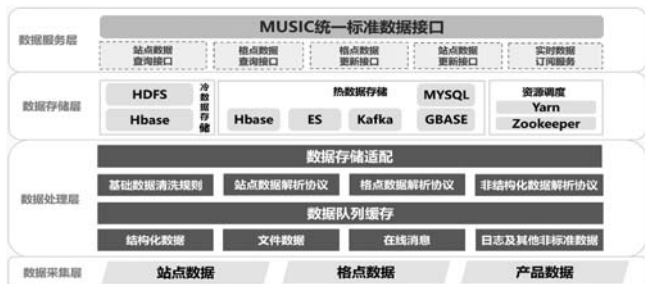 MUSIC统一标准数据接口
数据服务层
站点数据
查询接口
格点数据
查询接口
格点数据
更新接口
站点数据
更新接口
实时数据
订阅服务
数据存储层
HDFS
Hbase
冷数据存储
热数据存储
MYSQL
Hbase
ES
Kafka
GBASE
资源调度
Yarn
Zookeeper
数据处理层
数据存储适配
基础数据清洗规则
站点数据解析协议
格点数据解析协议
非结构化数据解析协议
数据队列缓存
结构化数据
文件数据
在线消息
日志及其他非标准数据
数据采集层
站点数据
格点数据
产品数据